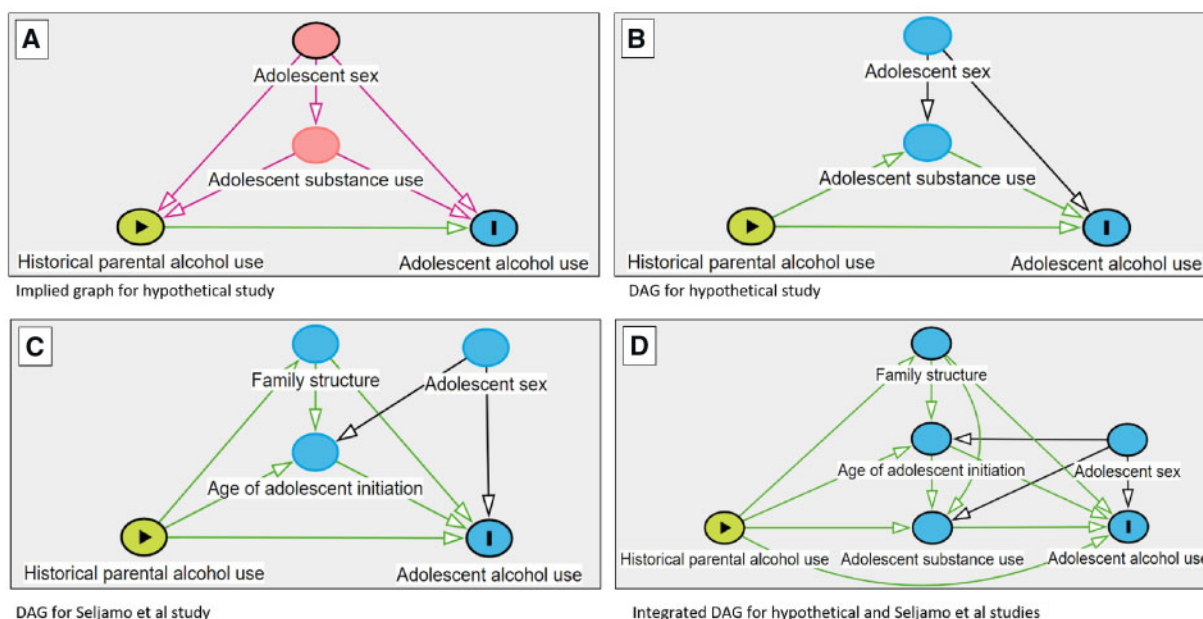 A
Adolescent sex
Adolescent substance use
Historical parental alcohol use
Adolescent alcohol use
Implied graph for hypothetical study
B
Adolescent sex
Adolescent substance use
Historical parental alcohol use
Adolescent alcohol use
DAG for hypothetical study
C
Family structure
Adolescent sex
Age of adolescent initiation
Historical parental alcohol use
Adolescent alcohol use
DAG for Seljamo et al study
D
Family structure
Age of adolescent initiation
Adolescent sex
Historical parental alcohol use
Adolescent substance use
Adolescent alcohol use
Integrated DAG for hypothetical and Seljamo et al studies